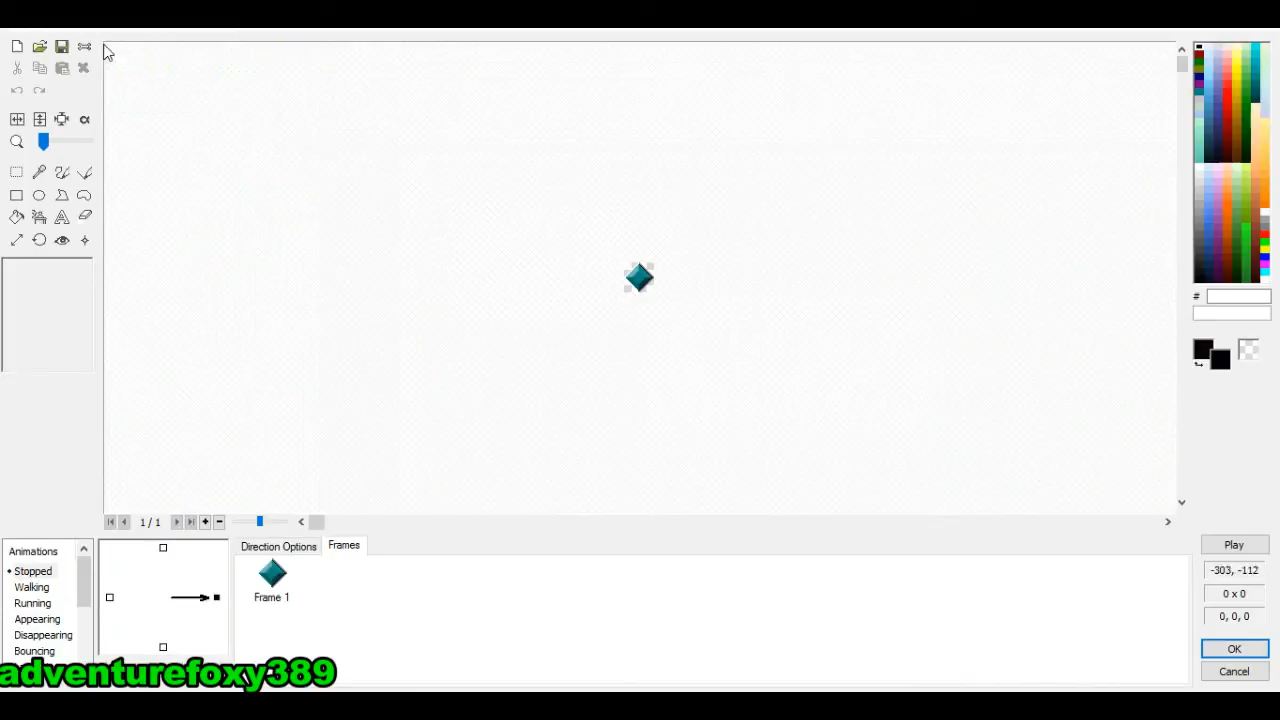 #
1 / 1
Animations
Stopped
Walking
Running
Appearing
Disappearing
Bouncing
Direction Options
Frames
Frame 1
Play
-303, -112
0 x 0
0, 0, 0
OK
Cancel
adventurefoxy389